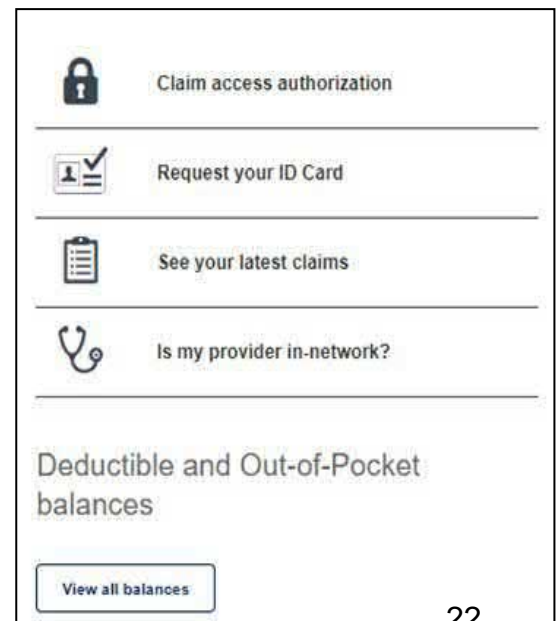 Claim access authorization
Request your ID Card
See your latest claims
Is my provider in-network?
Deductible and Out-of-Pocket
balances
View all balances
22